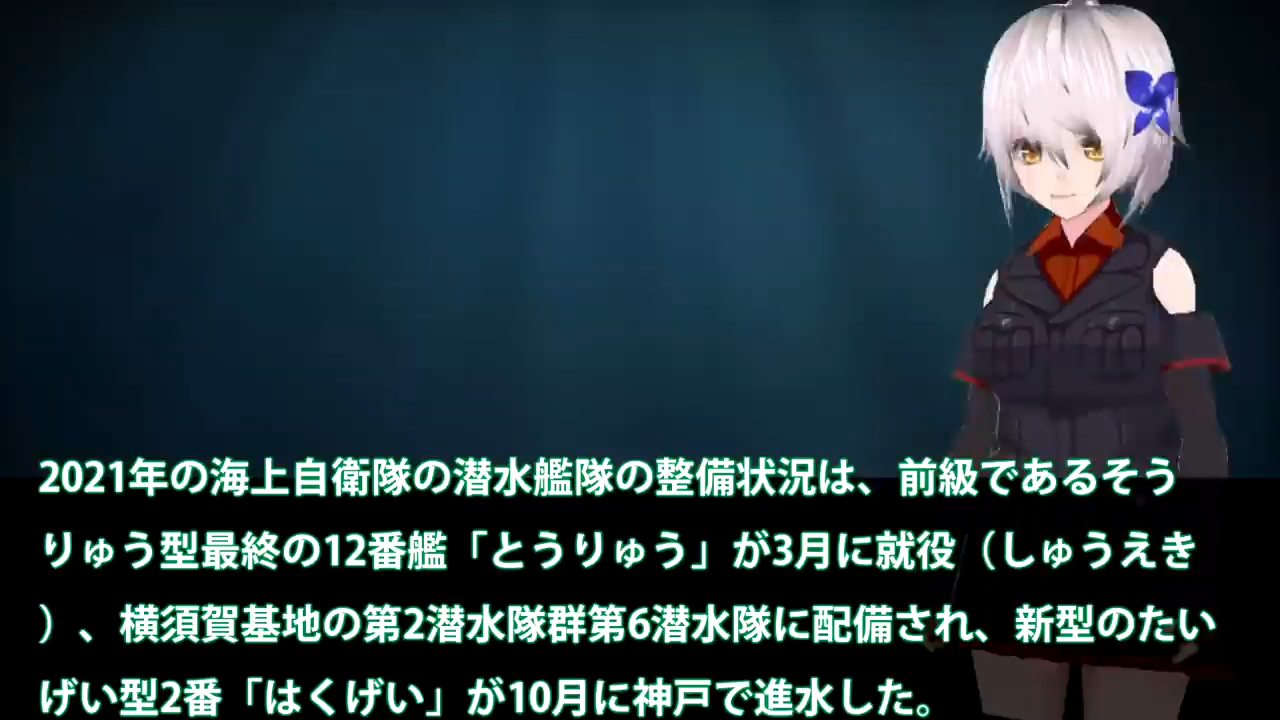 2021年の海上自衛隊の潜水艦隊の整備状況は、前級であるそう
りゅう型最終の12番艦「とうりゅう」が3月に就役（しゅうえき
）、横須賀基地の第2潜水隊群第6潜水隊に配備され、新型のたい
げい型2番「はくげい」が10月に神戸で進水した。